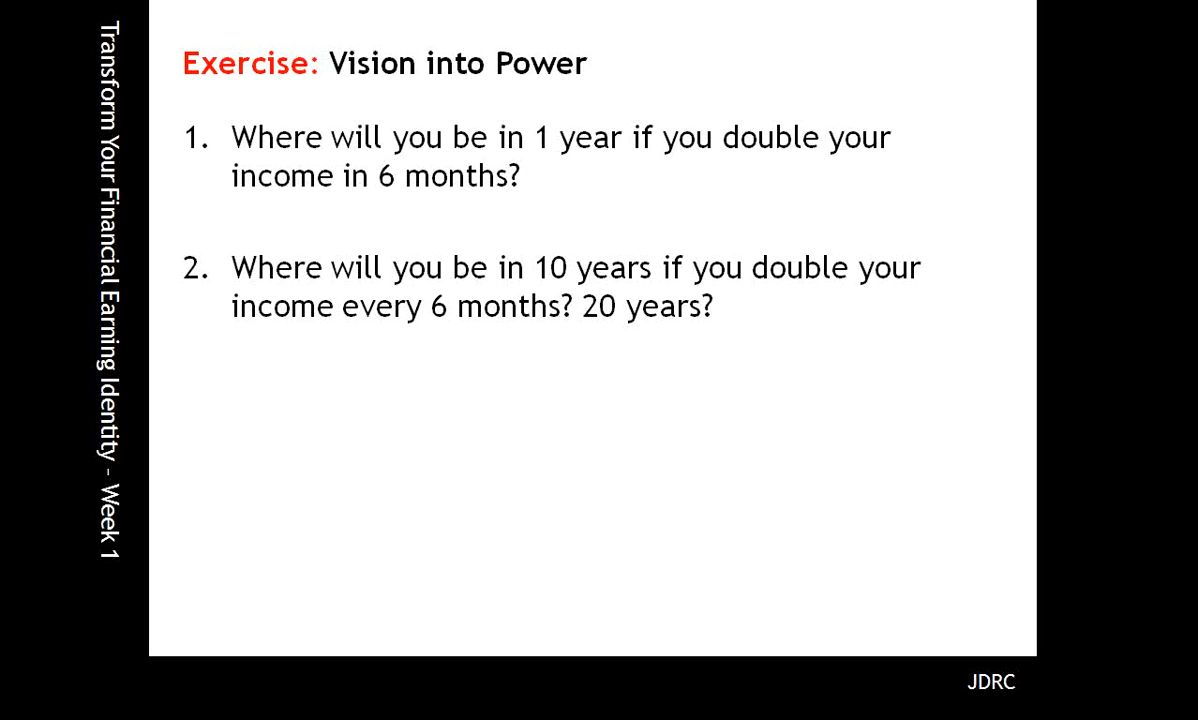 Transform Your Financial Earning Identity - Week 1
Exercise: Vision into Power
1. Where will you be in 1 year if you double your
income in 6 months?
2. Where will you be in 10 years if you double your
income every 6 months? 20 years?
JDRC